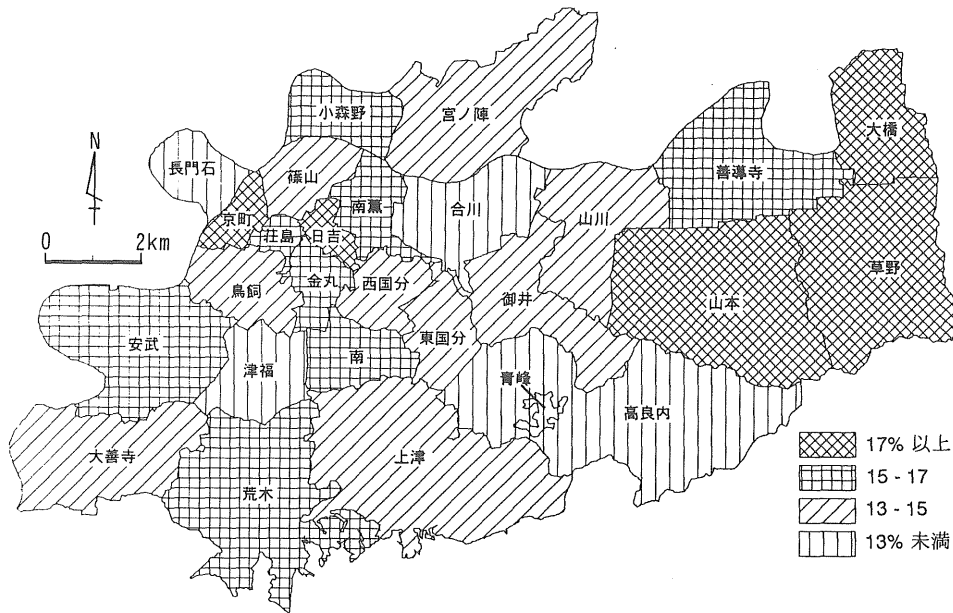 小森野
宮ノ陣
大橋
N
長門石
篠山
善導寺
南薫
合川
山川
京町
荘島
日吉
0 2km
草野
金丸
西国分
鳥飼
御井
山本
安武
東国分
津福
南
青峰
高良内
大善寺
上津
荒木
17% 以上
15 - 17
13 - 15
13% 未満